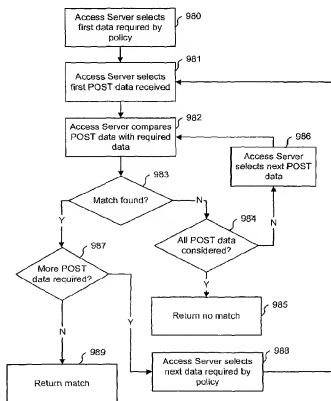 980
Access Server selects
first data required by
policy
981
Access Server selects
first POST data received
982
Access Server compares
POST data with required
data
986
Access Server
selects next POST
data
983
Match found?
N
Y
984
All POST data
considered?
N
Y
987
More POST
data required?
985
Return no match
N
Y
989
Return match
988
Access Server selects
next data required by
policy